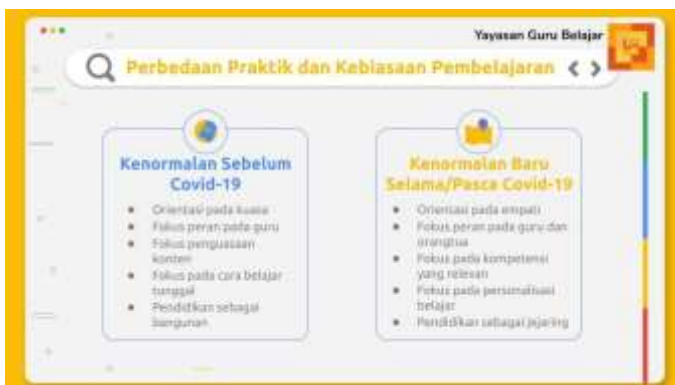 Yayasan Guru Belajar
Perbedaan Praktik dan Kebiasaan Pembelajaran
Kenormalan Sebelum
Covid-19
Orientasi pada kuasa
Fokus peran pada guru
Fokus penguasaan
konten
Fokus pada cara belajar
tunggal
Pendidikan sebagai
bangunan
Kenormalan Baru
Selama/Pasca Covid-19
Orientasi pada empati
Fokus peran pada guru dan
orangtua
Fokus pada kompetensi
yang relevan
Fokus pada personalisasi
belajar
Pendidikan sebagai jejaring